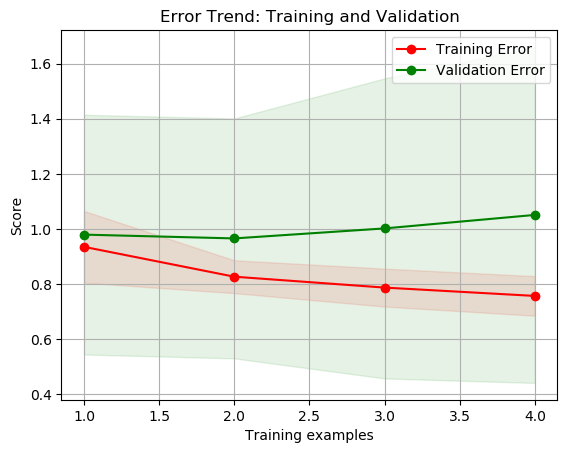 Error Trend: Training and Validation
Training Error
Validation Error
Score
1.6
1.4
1.2
1.0
0.8
0.6
0.4
1.0 1.5 2.0 2.5 3.0 3.5 4.0
Training examples